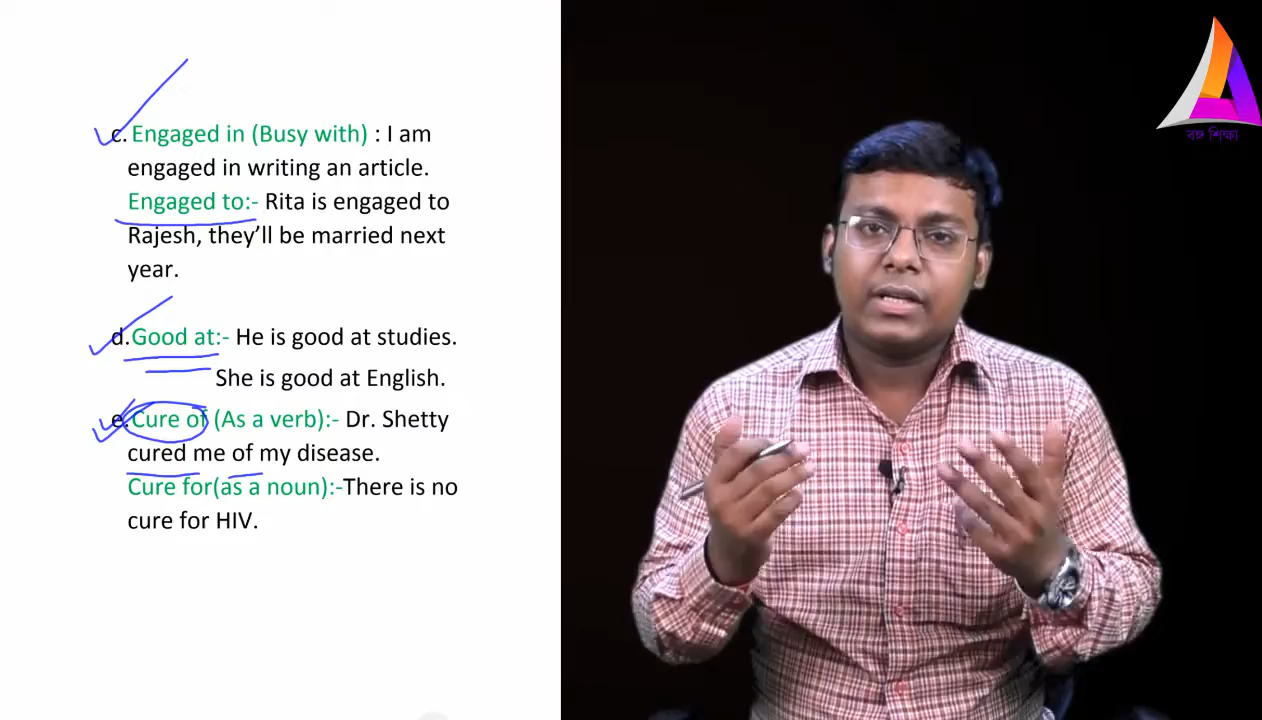 c. Engaged in (Busy with) : I am
engaged in writing an article.
Engaged to:- Rita is engaged to
Rajesh, they’ll be married next
year.
d. Good at:- He is good at studies.
She is good at English.
e. Cure of (As a verb):- Dr. Shetty
cured me of my disease.
Cure for(as a noun):-There is no
cure for HIV.
বঙ্গ শিক্ষা